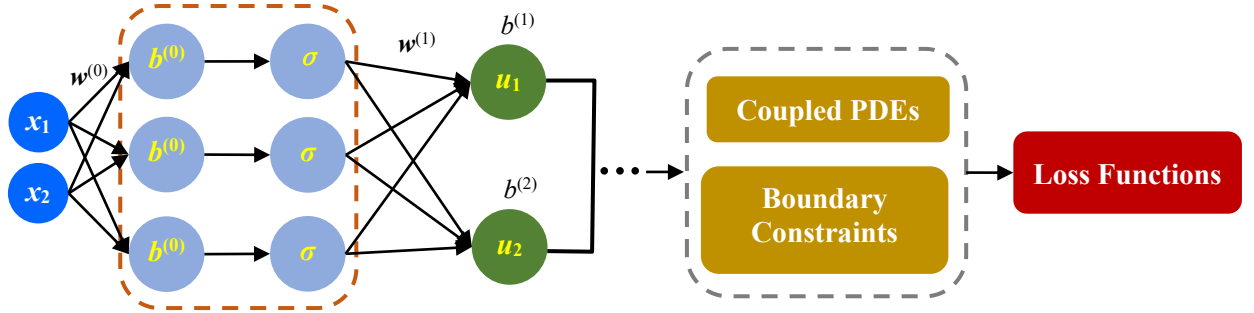 w⁽⁰⁾
x₁
x₂
b⁽⁰⁾
σ
b⁽⁰⁾
σ
b⁽⁰⁾
σ
w⁽¹⁾
b⁽¹⁾
u₁
b⁽²⁾
u₂
•••
Coupled PDEs
Boundary
Constraints
Loss Functions